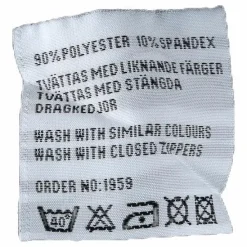 90% POLYESTER 10% SPANDEX
TVÄTTAS MED LIKNANDE FÄRGER
TVÄTTAS MED STÄNGDA
DRAGKEDJOR
WASH WITH SIMILAR COLOURS
WASH WITH CLOSED ZIPPERS
ORDER NO:1959
40°